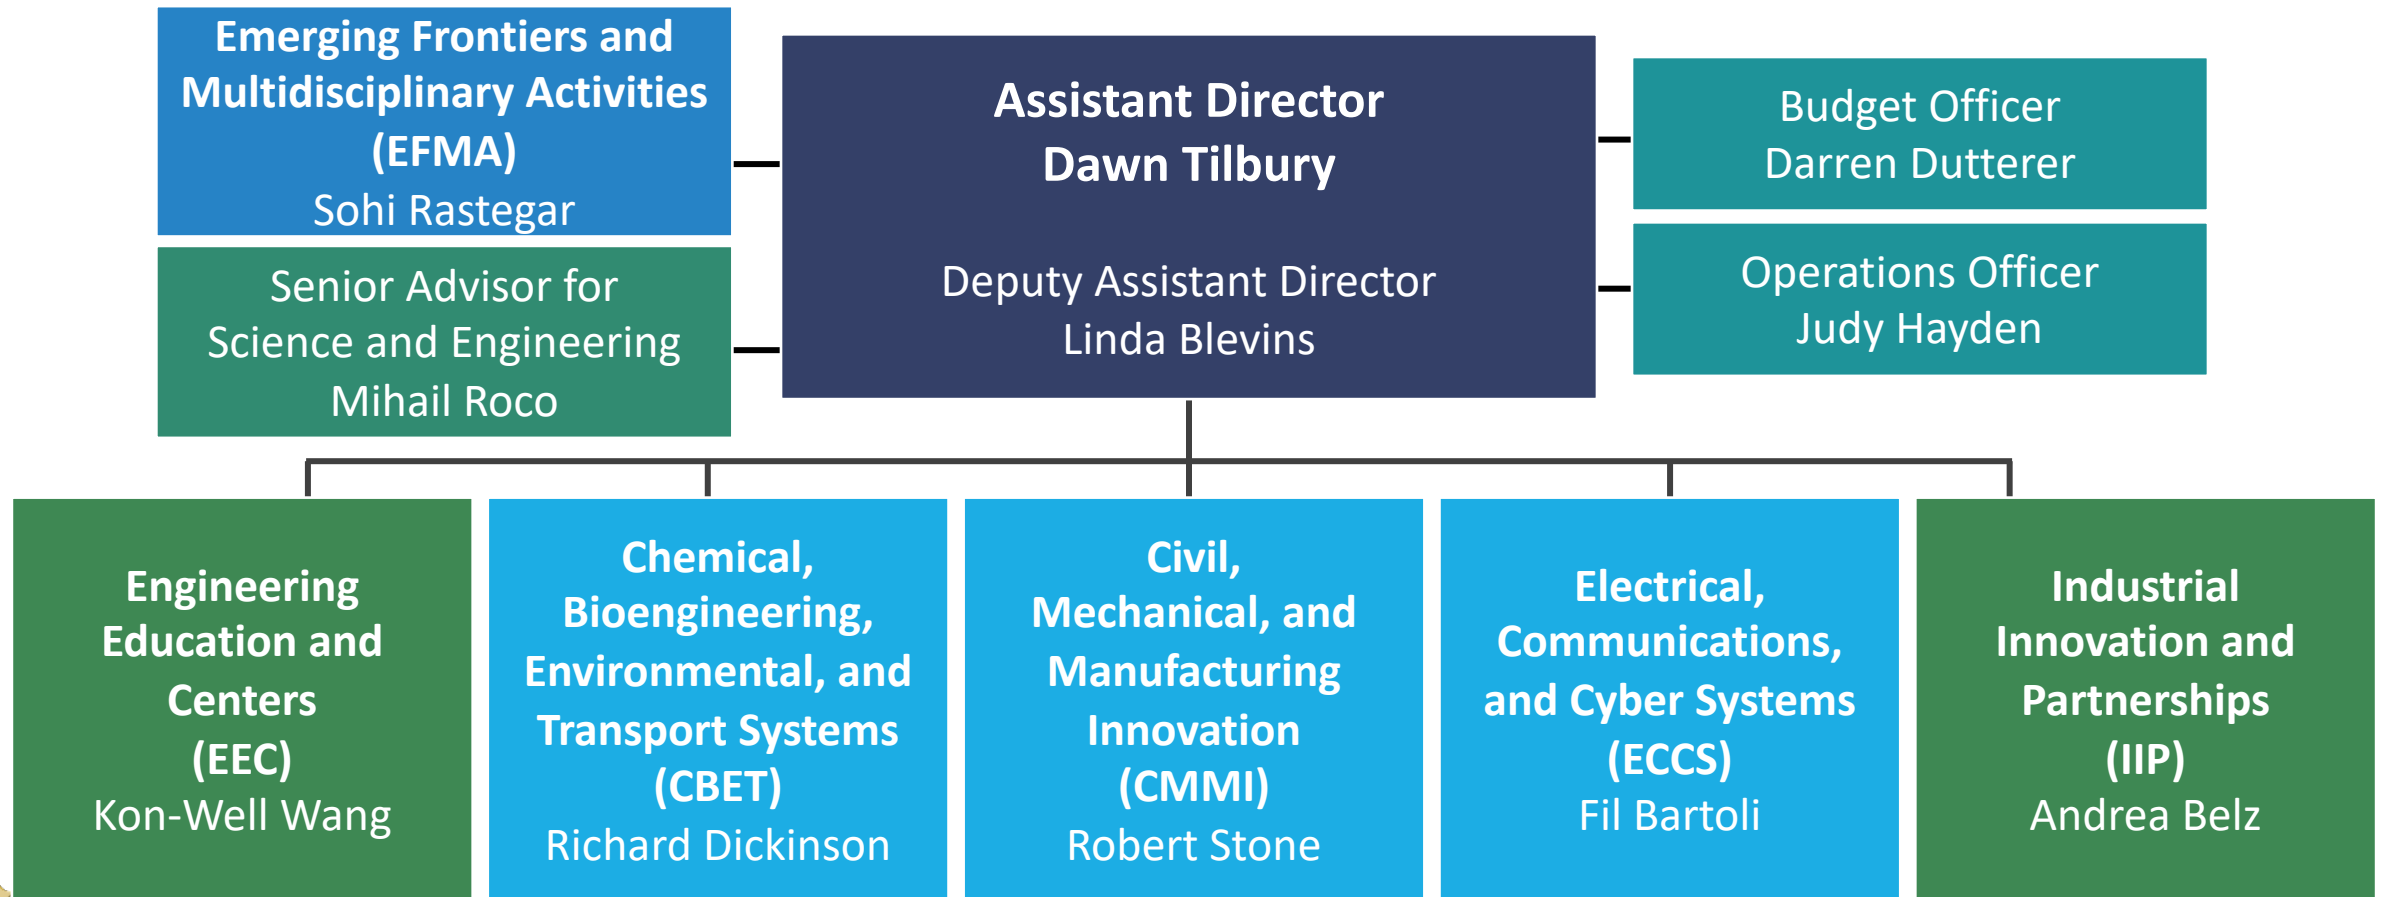 Emerging Frontiers and
Multidisciplinary Activities
(EFMA)
Sohi Rastegar
Senior Advisor for
Science and Engineering
Mihail Roco
Assistant Director
Dawn Tilbury
Deputy Assistant Director
Linda Blevins
Budget Officer
Darren Dutterer
Operations Officer
Judy Hayden
Engineering
Education and
Centers
(EEC)
Kon-Well Wang
Chemical,
Bioengineering,
Environmental, and
Transport Systems
(CBET)
Richard Dickinson
Civil,
Mechanical, and
Manufacturing
Innovation
(CMMI)
Robert Stone
Electrical,
Communications,
and Cyber Systems
(ECCS)
Fil Bartoli
Industrial
Innovation and
Partnerships
(IIP)
Andrea Belz